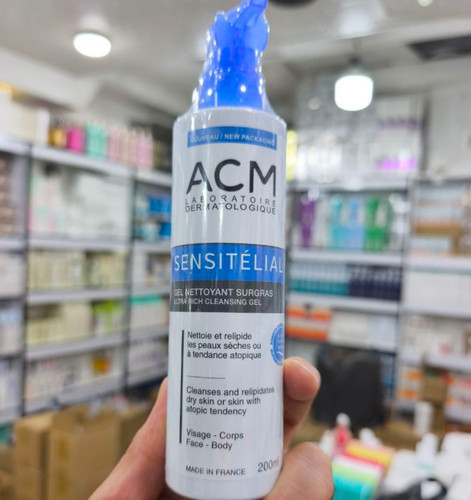 NOUVEAU / NEW PACKAGING
ACM
LABORATOIRE
DERMATOLOGIQUE
SENSITÉLIAL
GEL NETTOYANT SURGRAS
ULTRA RICH CLEANSING GEL
Nettoie et relipide
les peaux sèches ou
à tendance atopique
Cleanses and relipidates
dry skin or skin with
atopic tendency
Visage - Corps
Face - Body
MADE IN FRANCE 200ml